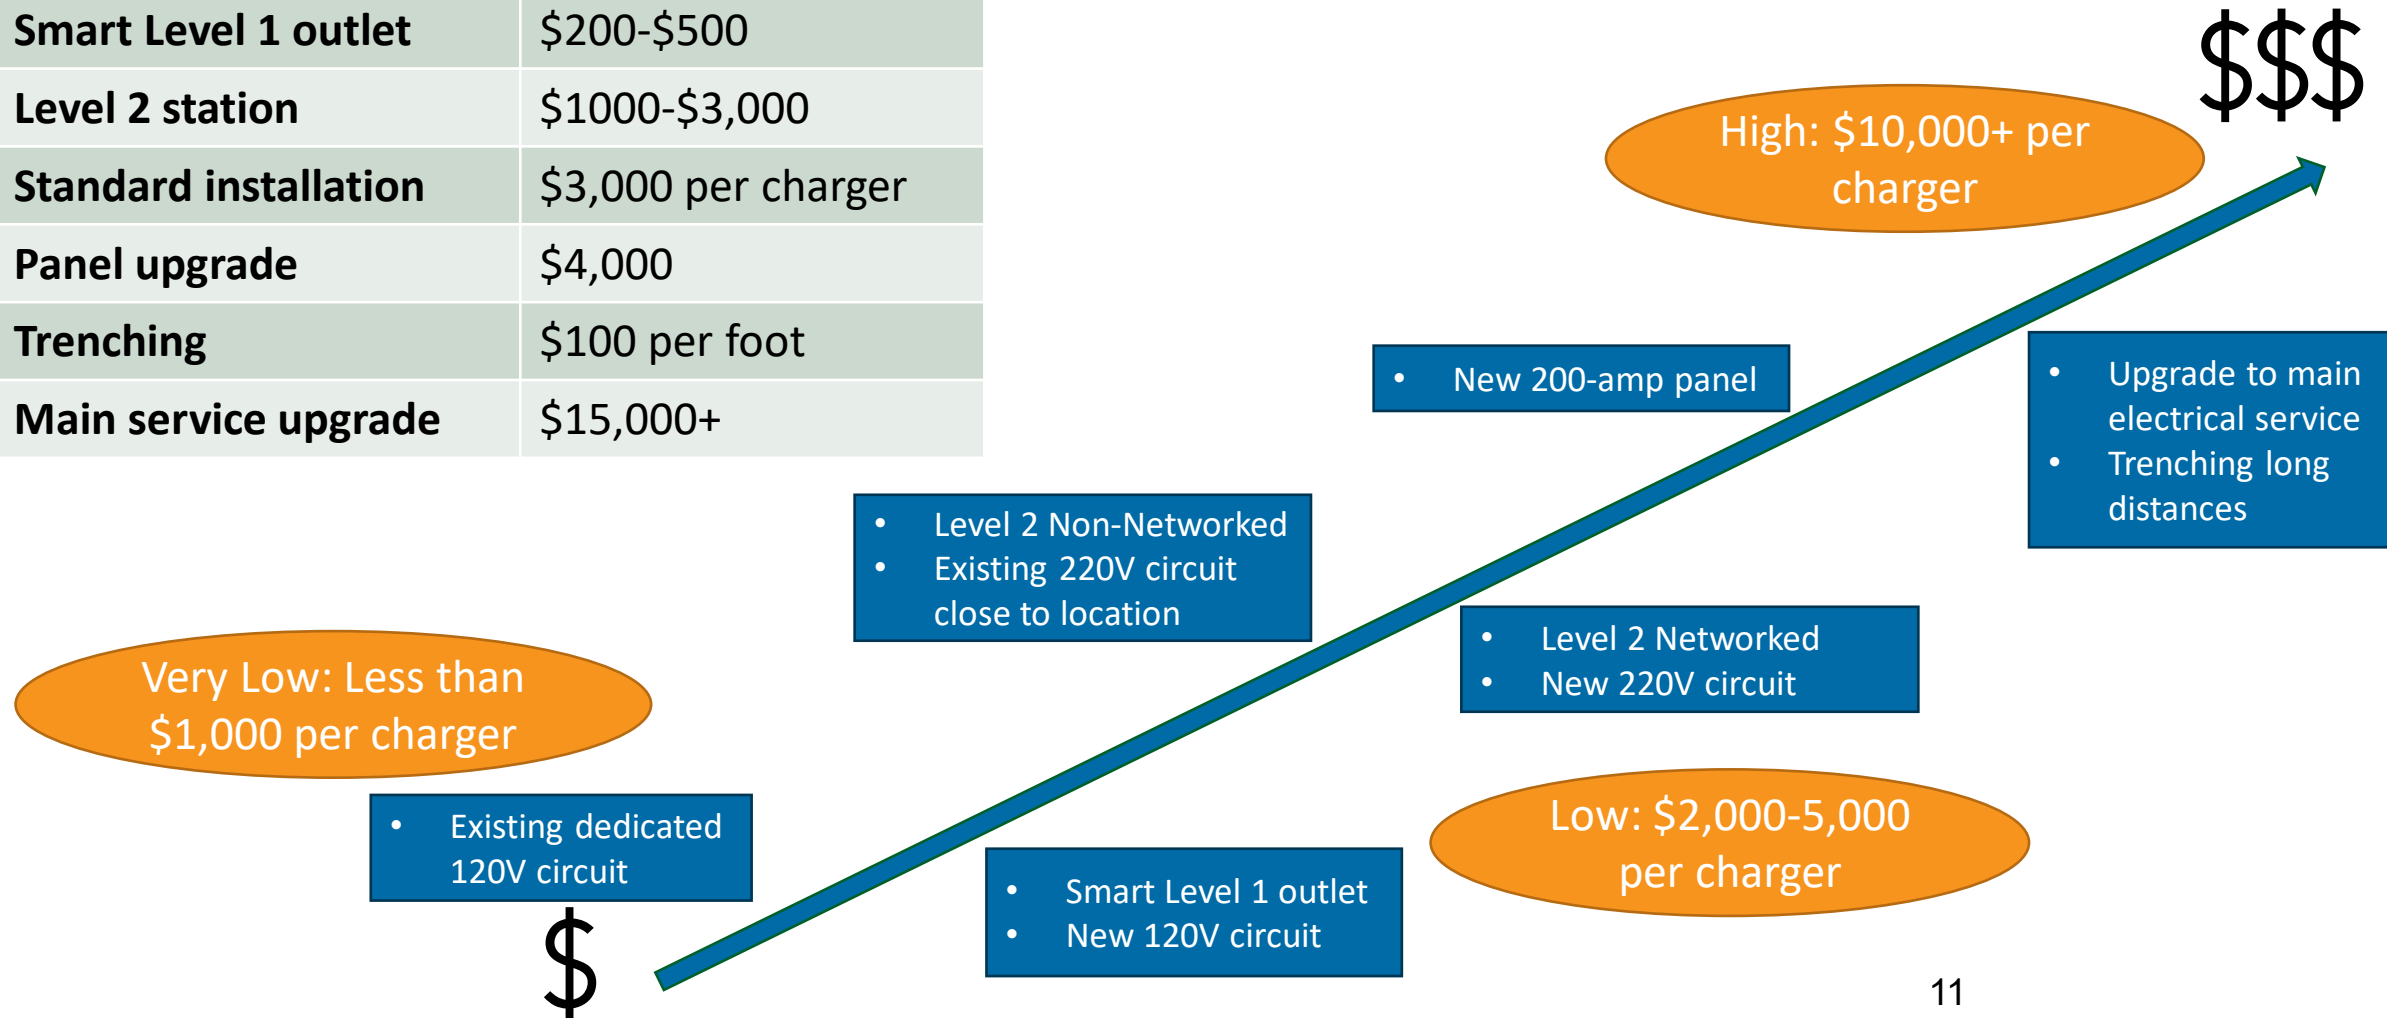 Smart Level 1 outlet $200-$500
Level 2 station $1000-$3,000
Standard installation $3,000 per charger
Panel upgrade $4,000
Trenching $100 per foot
Main service upgrade $15,000+
$$$
High: $10,000+ per
charger
• New 200-amp panel
• Upgrade to main
electrical service
• Trenching long
distances
• Level 2 Non-Networked
• Existing 220V circuit
close to location
• Level 2 Networked
• New 220V circuit
Very Low: Less than
$1,000 per charger
Low: $2,000-5,000
per charger
• Existing dedicated
120V circuit
• Smart Level 1 outlet
• New 120V circuit
$
11